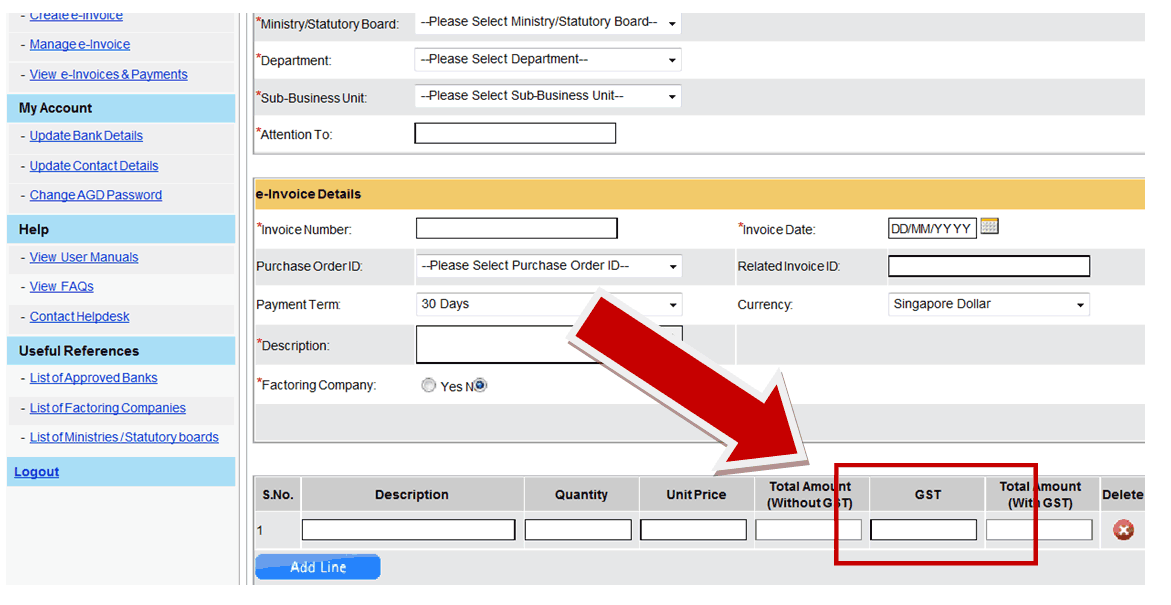 - Create e-Invoice
- Manage e-Invoice
- View e-Invoices & Payments
My Account
- Update Bank Details
- Update Contact Details
- Change AGD Password
Help
- View User Manuals
- View FAQs
- Contact Helpdesk
Useful References
- List of Approved Banks
- List of Factoring Companies
- List of Ministries / Statutory boards
Logout
*Ministry/Statutory Board: --Please Select Ministry/Statutory Board--
*Department: --Please Select Department--
*Sub-Business Unit: --Please Select Sub-Business Unit--
*Attention To:
e-Invoice Details
*Invoice Number: *Invoice Date: DD/MM/YYYY
Purchase Order ID: --Please Select Purchase Order ID-- Related Invoice ID:
Payment Term: 30 Days Currency: Singapore Dollar
*Description:
*Factoring Company: Yes No
S.No. Description Quantity Unit Price Total Amount (Without GST) GST Total Amount (With GST) Delete
1
Add Line